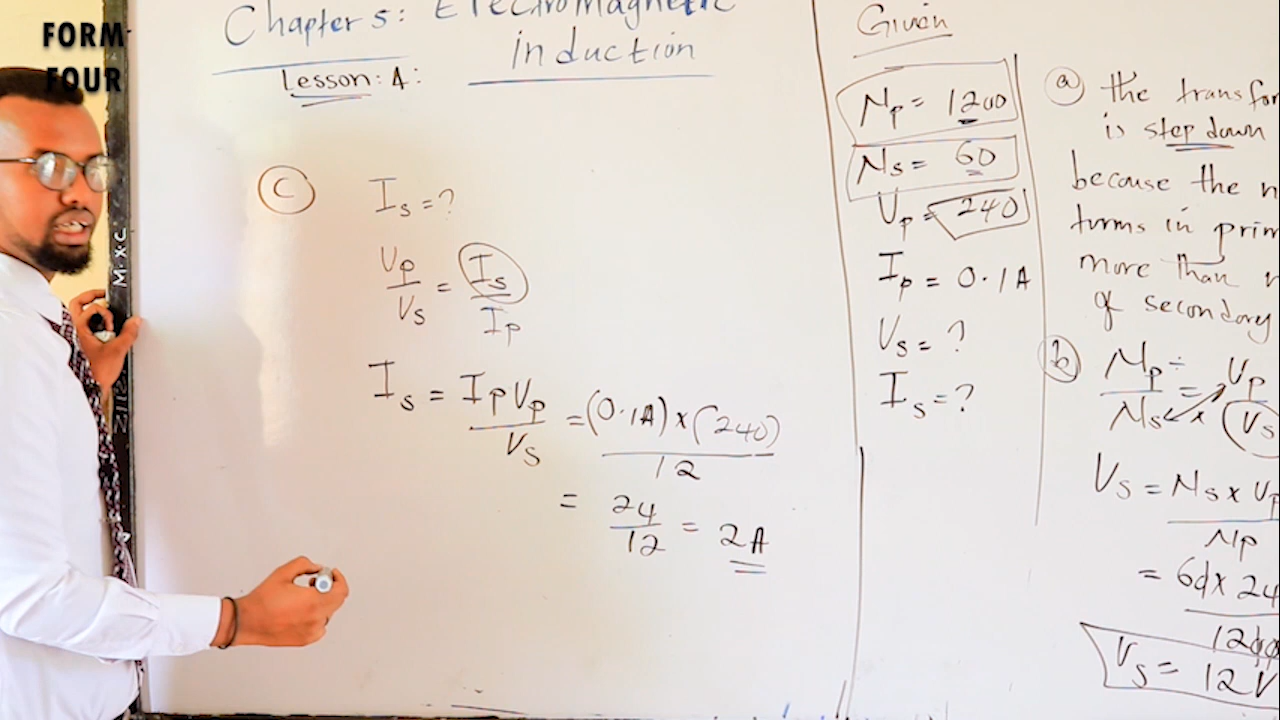 FORM
FOUR
Chapter 5: Electromagnetic
induction
Lesson: 4:
C
Is = ?
Vp/Vs = Is/Ip
Is = IpVp/Vs = (0.1A) x (240)/12
= 24/12 = 2A
Given
Np = 1200
Ns = 60
Vp = 240
Ip = 0.1A
Vs = ?
Is = ?
a the transfor
is step down
because the n
turns in prim
more than
of secondary
b Np/Ns = Vp/Vs
÷
x
Vs = Ns x Vp/Np
= 60 x 24/1200
Vs = 12V
M.X.C